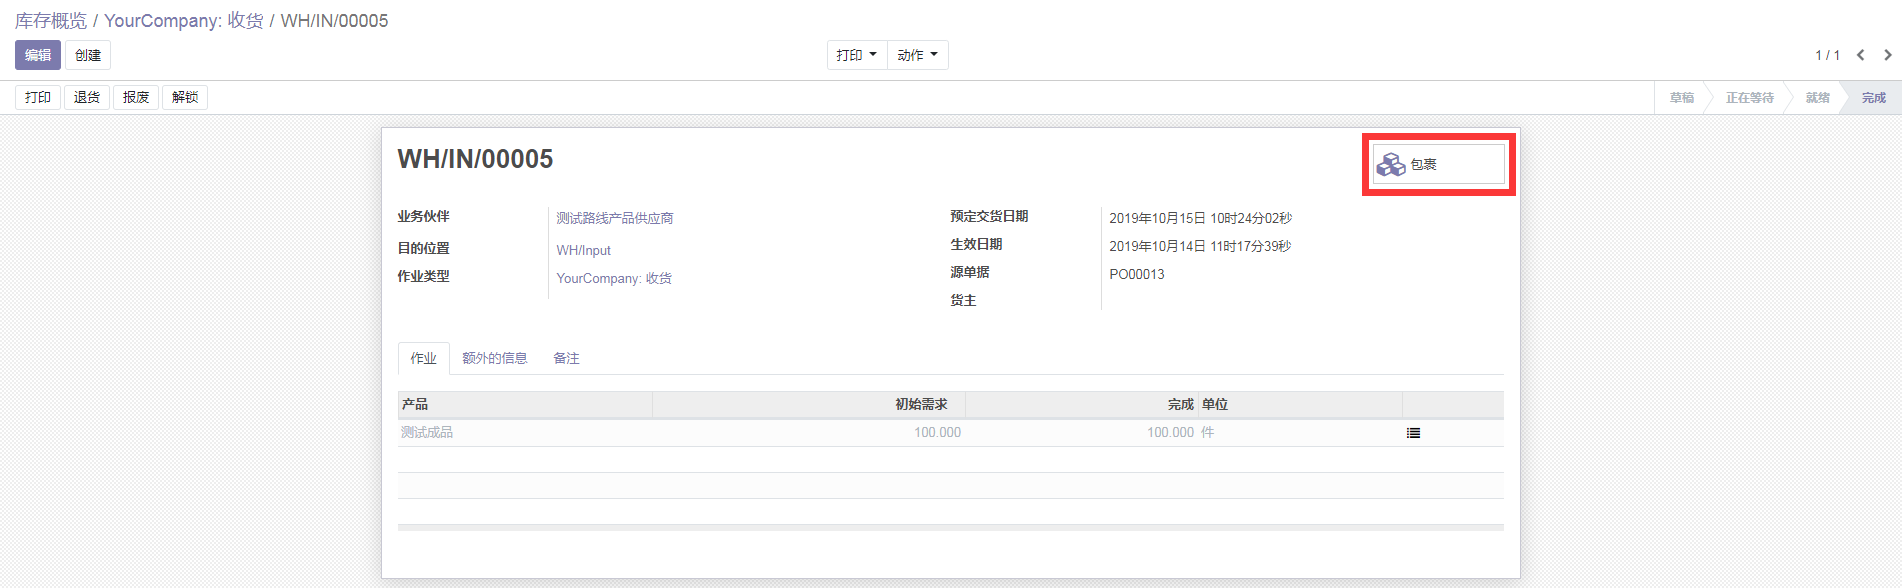 库存概览 / YourCompany: 收货 / WH/IN/00005
编辑 创建 打印 动作 1 / 1
打印 退货 报废 解锁 草稿 正在等待 就绪 完成
WH/IN/00005
包裹
业务伙伴 测试路线产品供应商 预定交货日期 2019年10月15日 10时24分02秒
目的位置 WH/Input 生效日期 2019年10月14日 11时17分39秒
作业类型 YourCompany: 收货 源单据 PO00013
货主
作业 额外的信息 备注
产品 初始需求 完成 单位
测试成品 100.000 100.000 件